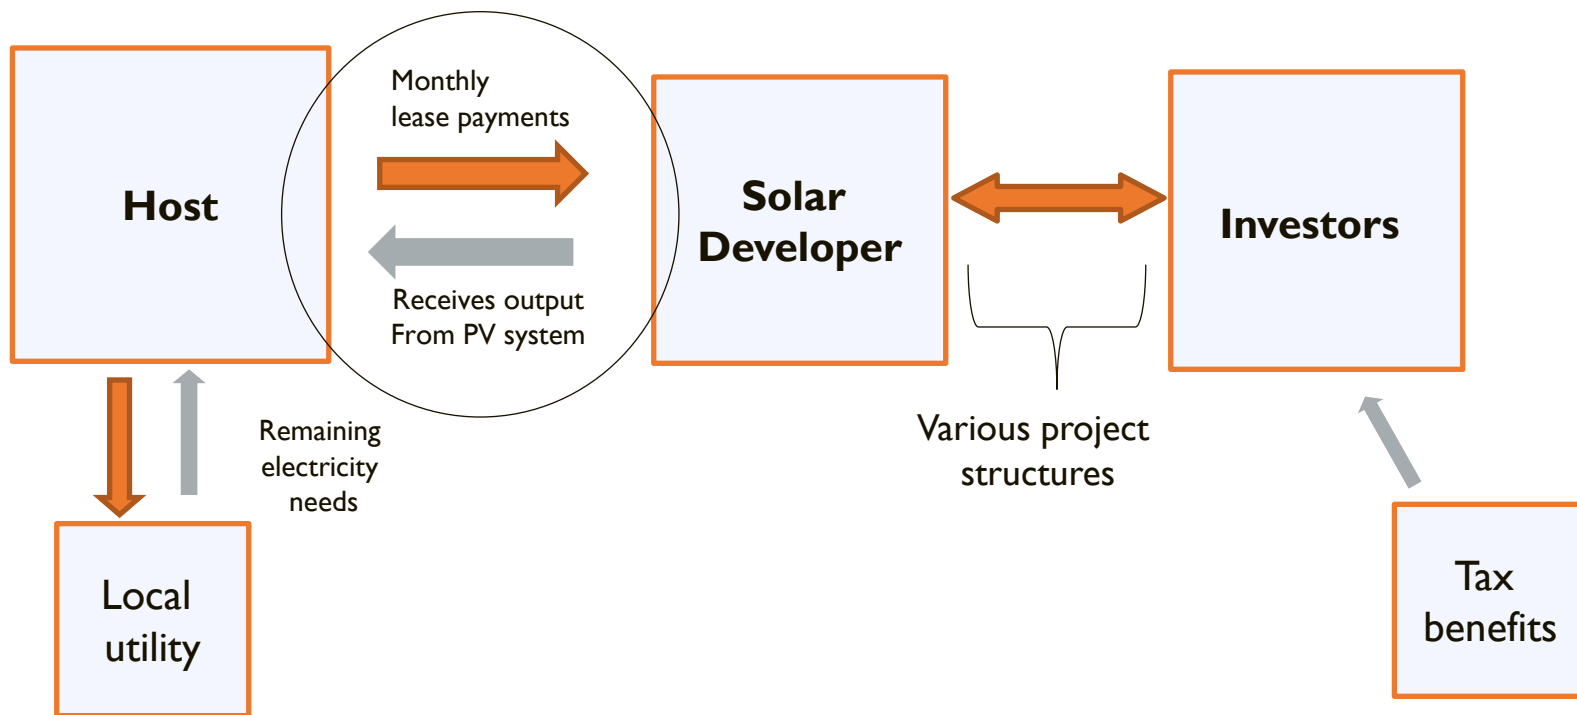 Host
Monthly
lease payments
Receives output
From PV system
Solar
Developer
Investors
Various project
structures
Remaining
electricity
needs
Local
utility
Tax
benefits